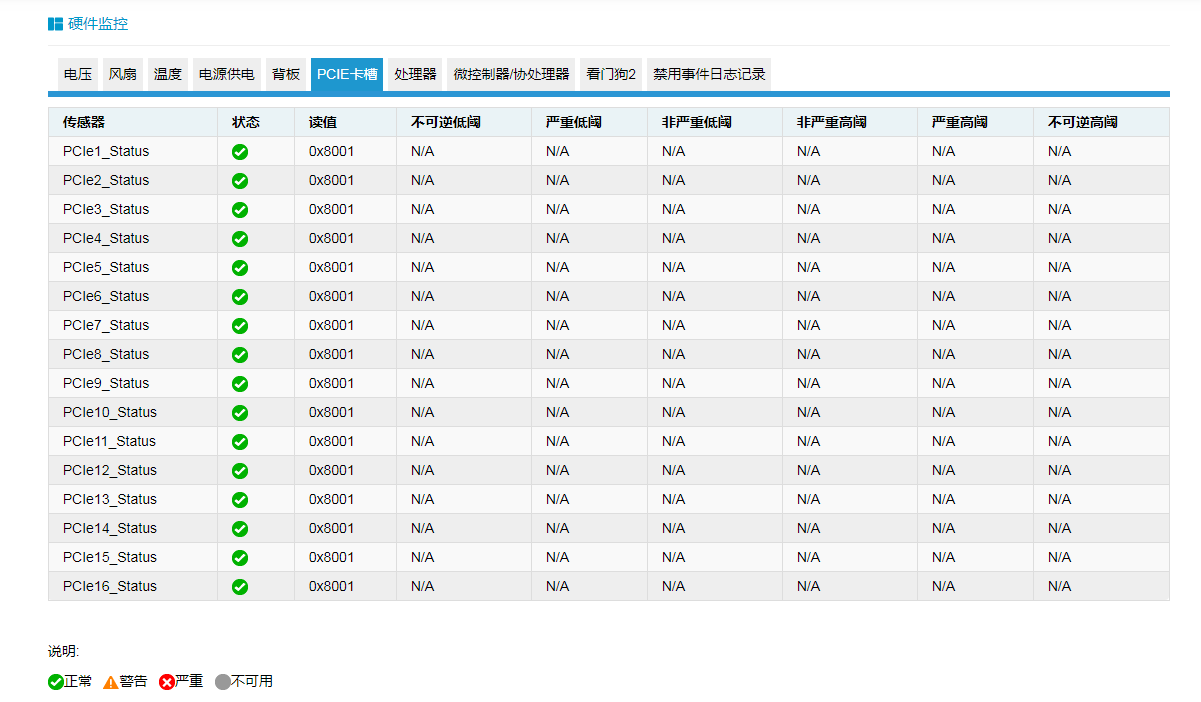 硬件监控
电压 风扇 温度 电源供电 背板 PCIE卡槽 处理器 微控制器/协处理器 看门狗2 禁用事件日志记录
传感器 状态 读值 不可逆低阈 严重低阈 非严重低阈 非严重高阈 严重高阈 不可逆高阈
PCIe1_Status 0x8001 N/A N/A N/A N/A N/A N/A
PCIe2_Status 0x8001 N/A N/A N/A N/A N/A N/A
PCIe3_Status 0x8001 N/A N/A N/A N/A N/A N/A
PCIe4_Status 0x8001 N/A N/A N/A N/A N/A N/A
PCIe5_Status 0x8001 N/A N/A N/A N/A N/A N/A
PCIe6_Status 0x8001 N/A N/A N/A N/A N/A N/A
PCIe7_Status 0x8001 N/A N/A N/A N/A N/A N/A
PCIe8_Status 0x8001 N/A N/A N/A N/A N/A N/A
PCIe9_Status 0x8001 N/A N/A N/A N/A N/A N/A
PCIe10_Status 0x8001 N/A N/A N/A N/A N/A N/A
PCIe11_Status 0x8001 N/A N/A N/A N/A N/A N/A
PCIe12_Status 0x8001 N/A N/A N/A N/A N/A N/A
PCIe13_Status 0x8001 N/A N/A N/A N/A N/A N/A
PCIe14_Status 0x8001 N/A N/A N/A N/A N/A N/A
PCIe15_Status 0x8001 N/A N/A N/A N/A N/A N/A
PCIe16_Status 0x8001 N/A N/A N/A N/A N/A N/A
说明:
正常 警告 严重 不可用